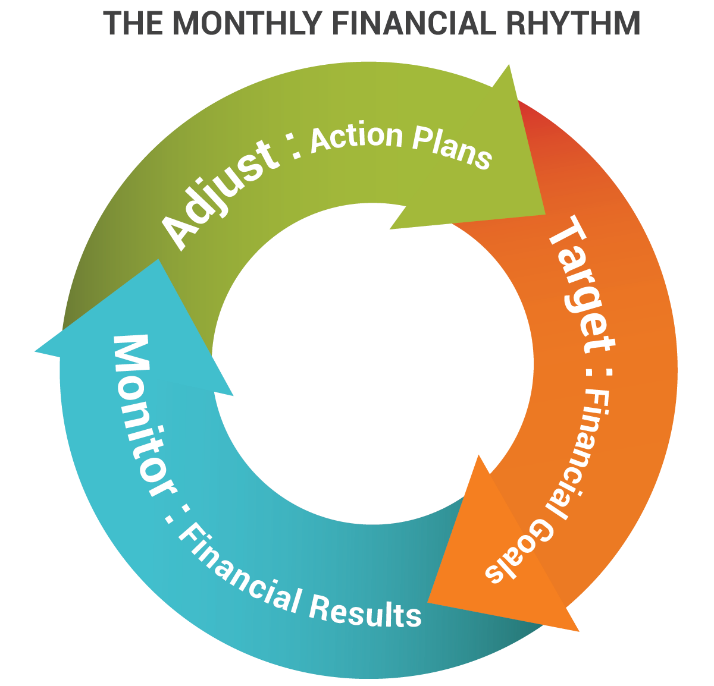 THE MONTHLY FINANCIAL RHYTHM
Adjust : Action Plans
Target : Financial Goals
Monitor : Financial Results